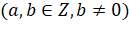 (a, b ∈ Z, b ≠ 0)